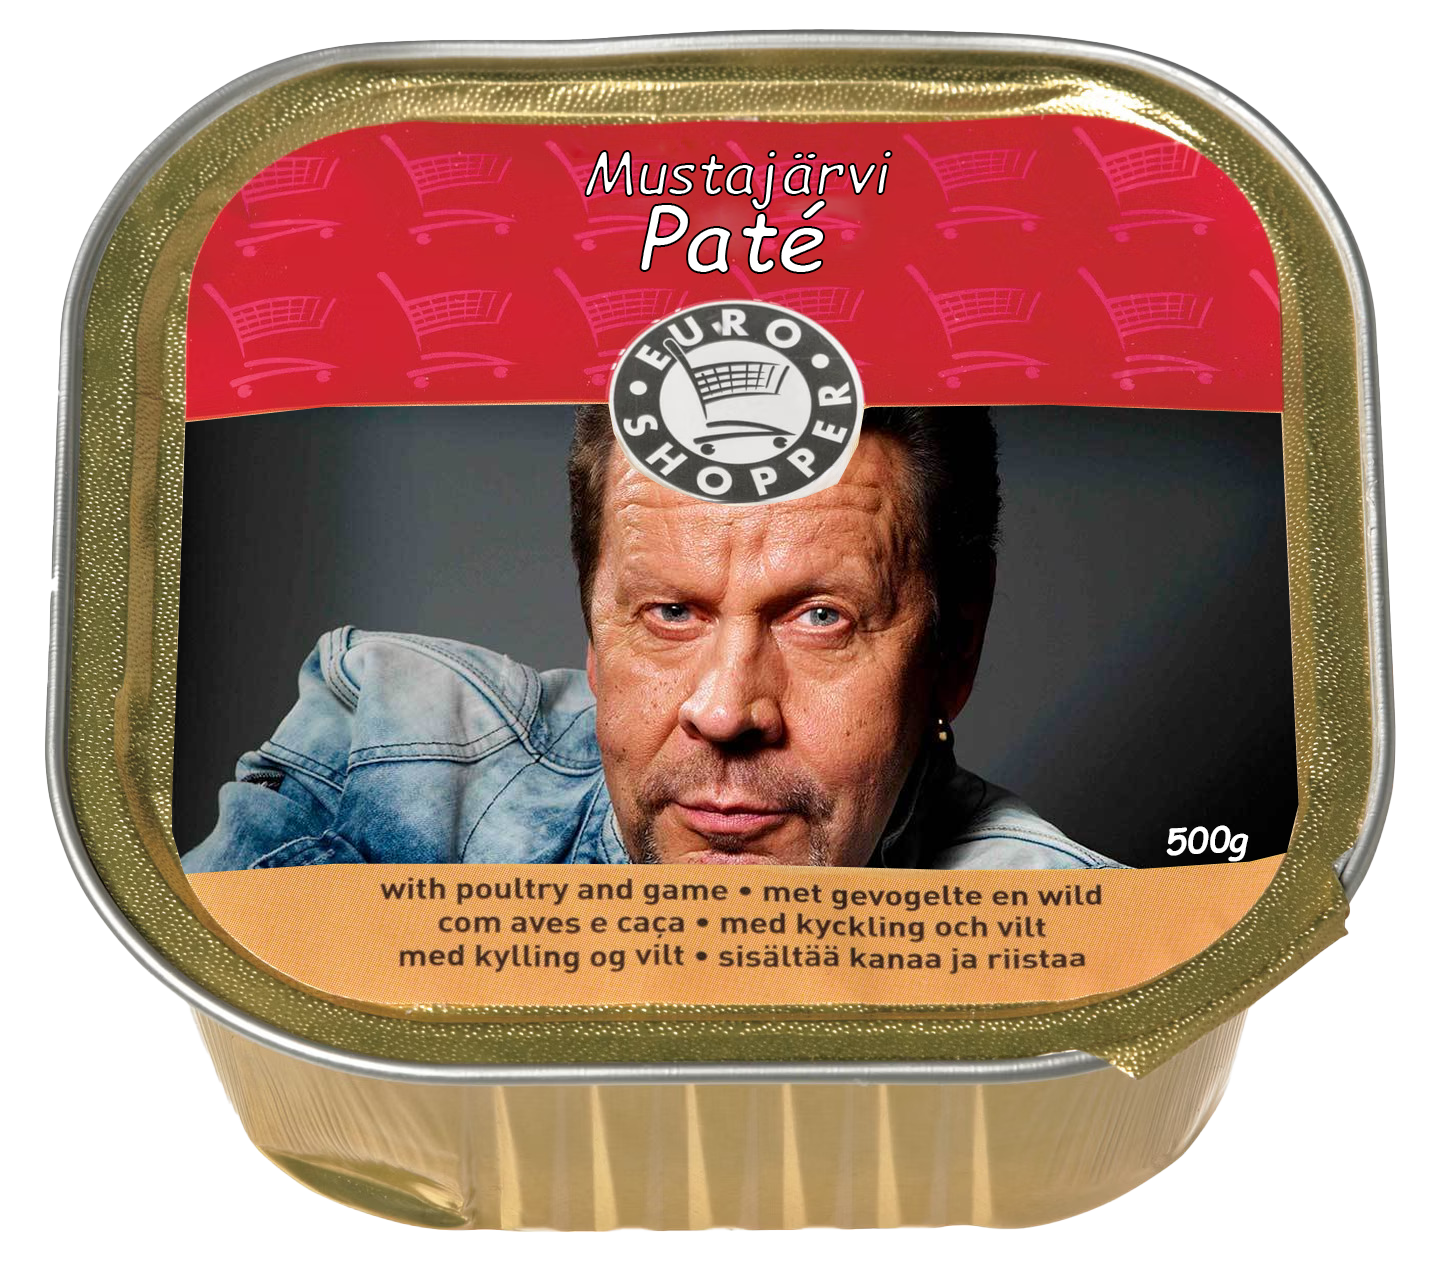 Mustajärvi
Paté
EURO
SHOPPER
500g
with poultry and game • met gevogelte en wild
com aves e caça • med kyckling och vilt
med kylling og vilt • sisältää kanaa ja riistaa